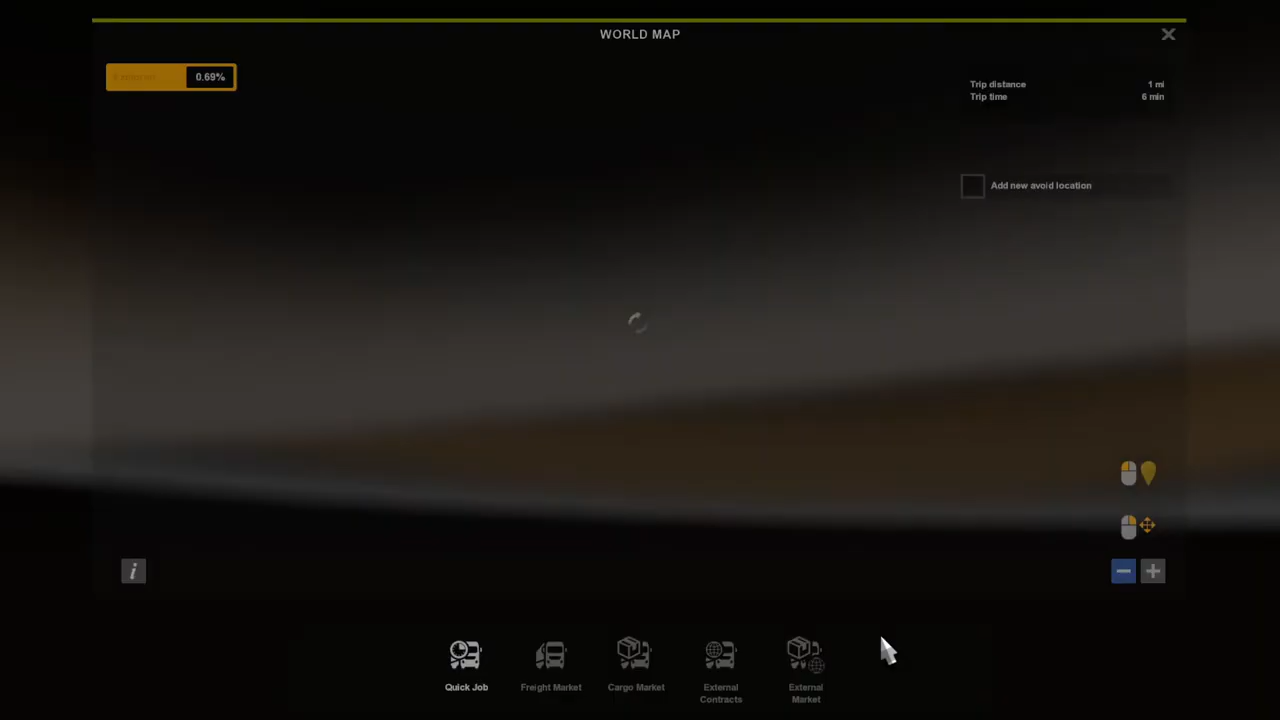 WORLD MAP
0.69%
Trip distance 1 mi
Trip time 6 min
Add new avoid location
i
Quick Job
Freight Market
Cargo Market
External Contracts
External Market